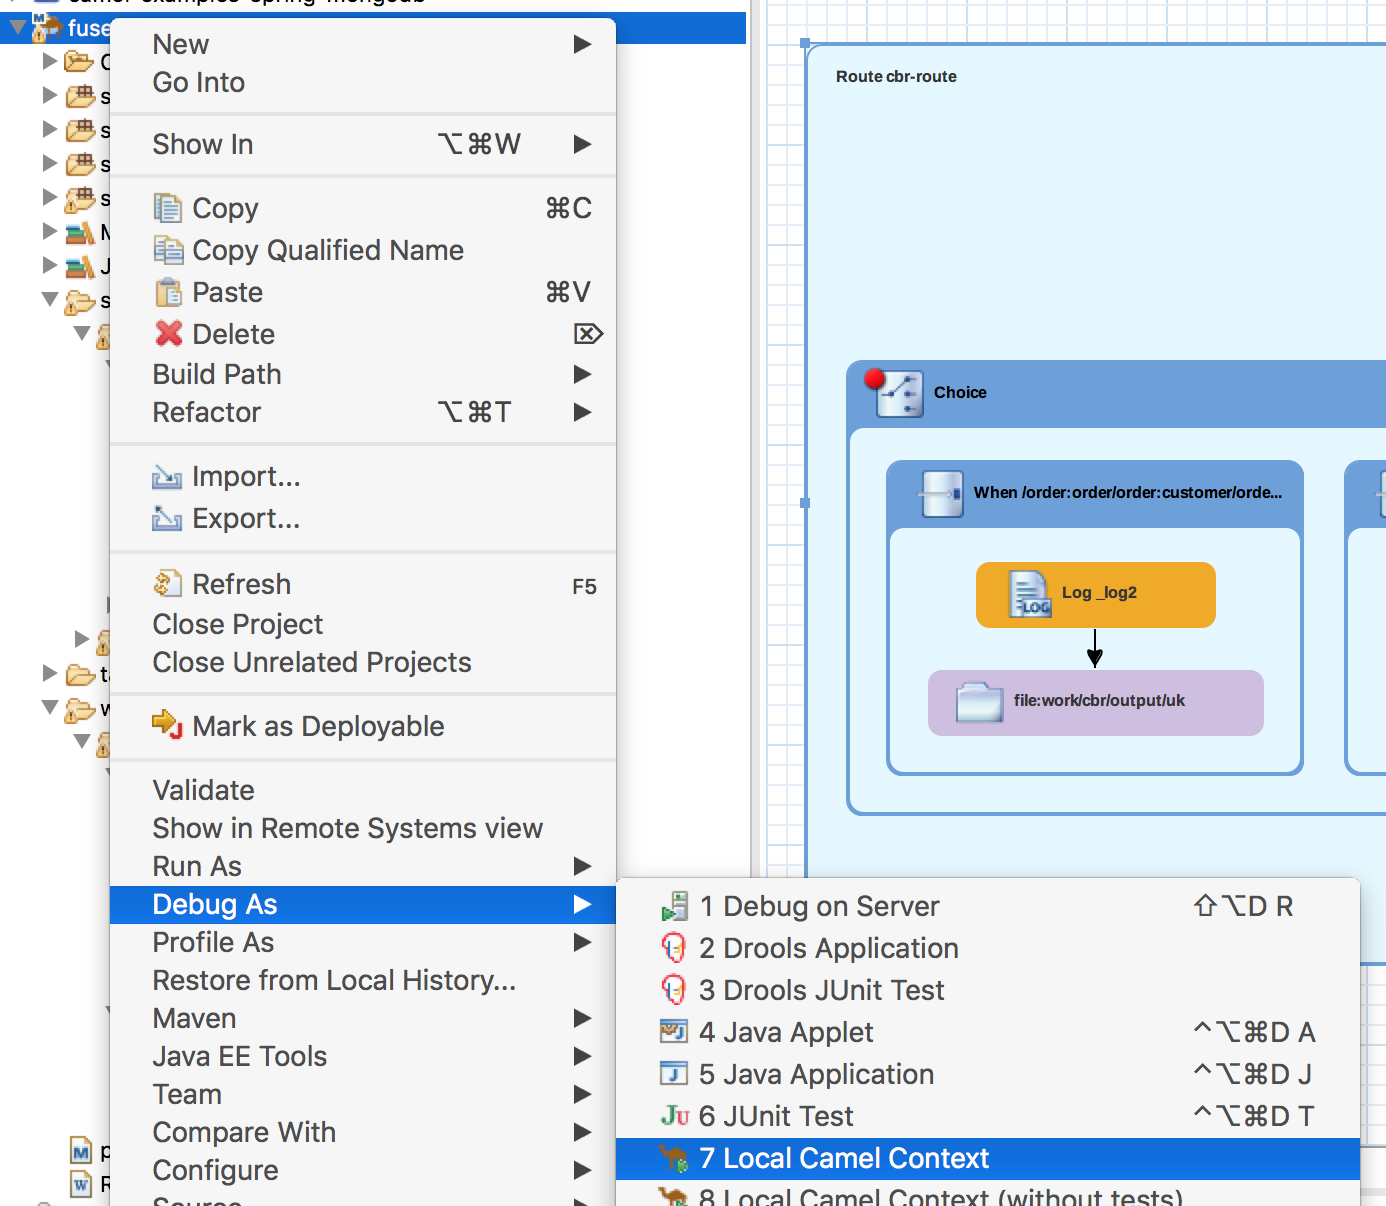 camel-examples-spring-mongodb
fuse
New
Go Into
Show In ⌥⌘W
Copy ⌘C
Copy Qualified Name
Paste ⌘V
Delete ⌦
Build Path
Refactor ⌥⌘T
Import...
Export...
Refresh F5
Close Project
Close Unrelated Projects
Mark as Deployable
Validate
Show in Remote Systems view
Run As
Debug As
Profile As
Restore from Local History...
Maven
Java EE Tools
Team
Compare With
Configure
Source
1 Debug on Server ⇧⌥D R
2 Drools Application
3 Drools JUnit Test
4 Java Applet ^⌥⌘D A
5 Java Application ^⌥⌘D J
6 JUnit Test ^⌥⌘D T
7 Local Camel Context
8 Local Camel Context (without tests)
Route cbr-route
Choice
When /order:order/order:customer/orde...
LOG
Log _log2
file:work/cbr/output/uk